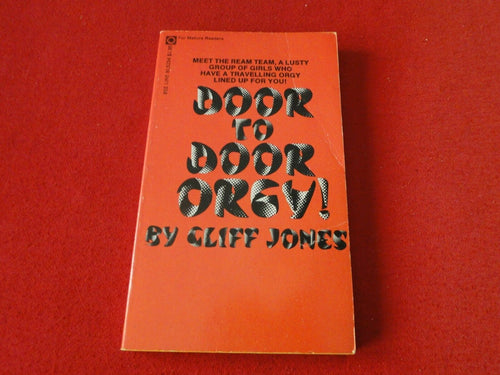 For Mature Readers
MEET THE REAM TEAM, A LUSTY
GROUP OF GIRLS WHO
HAVE A TRAVELLING ORGY
LINED UP FOR YOU!
DOOR
TO
DOOR
ORGY!
BY CLIFF JONES